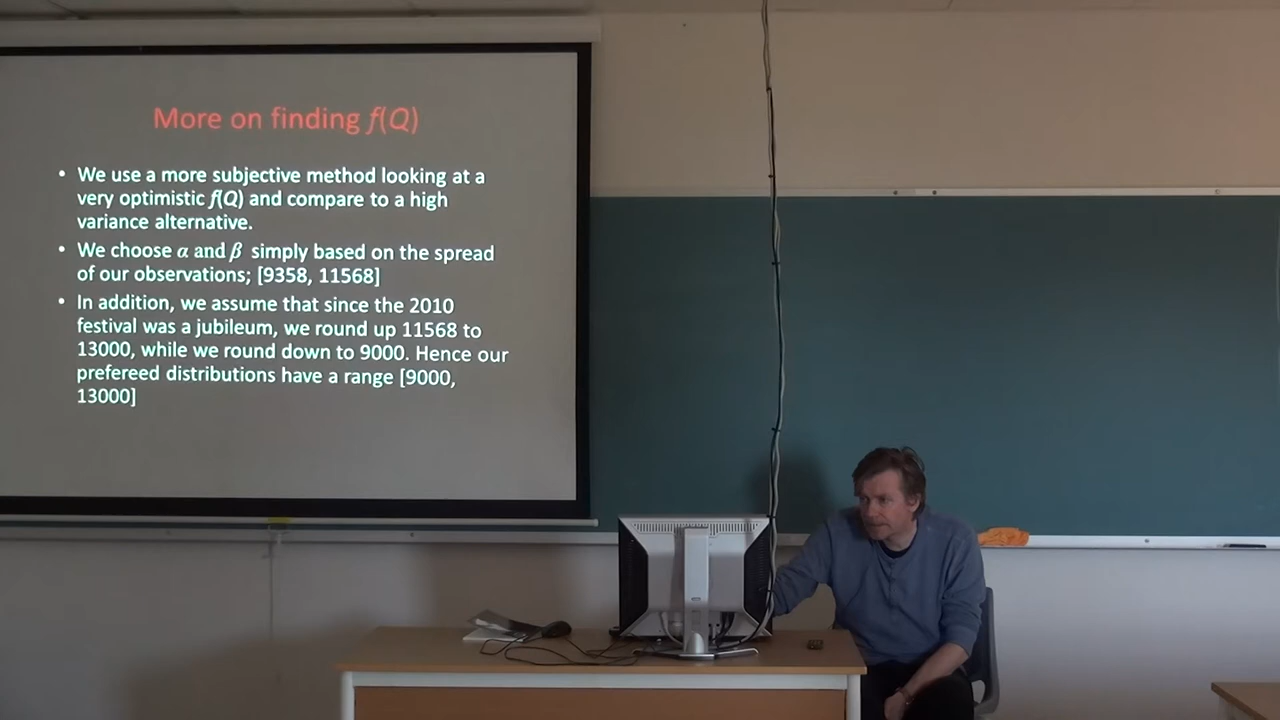 More on finding f(Q)
• We use a more subjective method looking at a
very optimistic f(Q) and compare to a high
variance alternative.
• We choose α and β simply based on the spread
of our observations; [9358, 11568]
• In addition, we assume that since the 2010
festival was a jubileum, we round up 11568 to
13000, while we round down to 9000. Hence our
prefereed distributions have a range [9000,
13000]